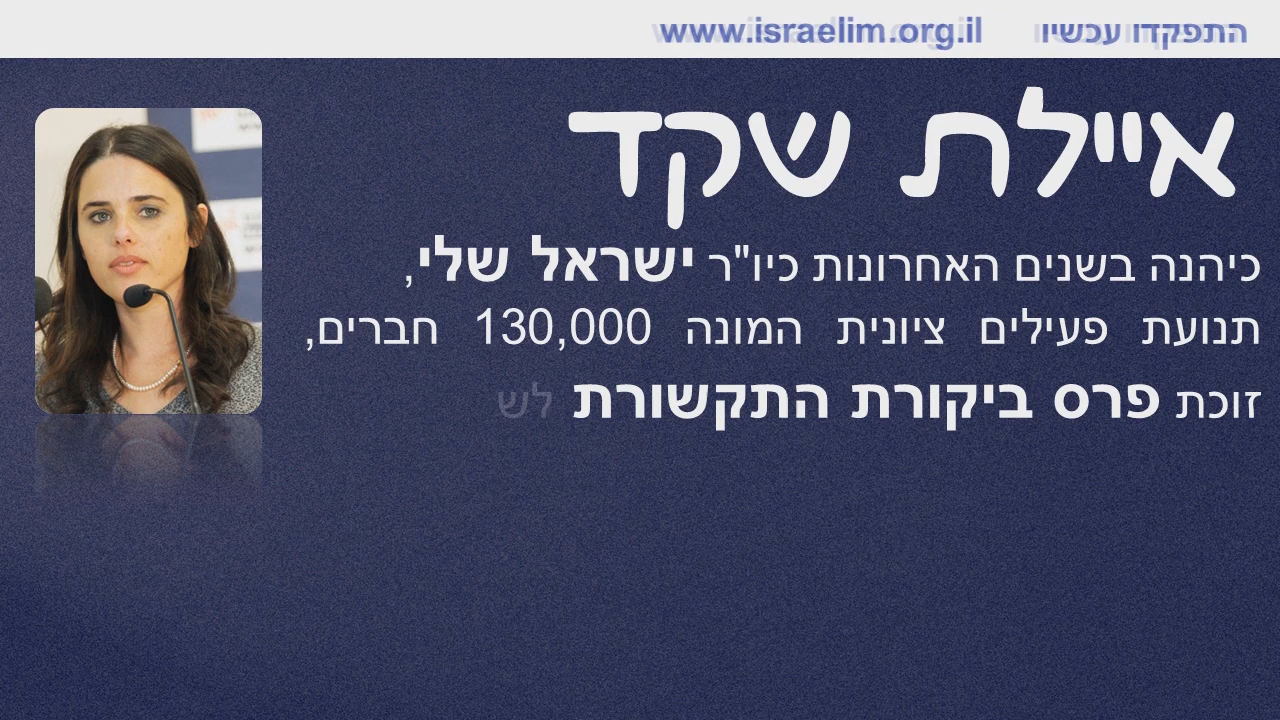 התפקדו עכשיו www.israelim.org.il
איילת שקד
כיהנה בשנים האחרונות כיו"ר ישראל שלי,
תנועת פעילים ציונית המונה 130,000 חברים,
זוכת פרס ביקורת התקשורת לש